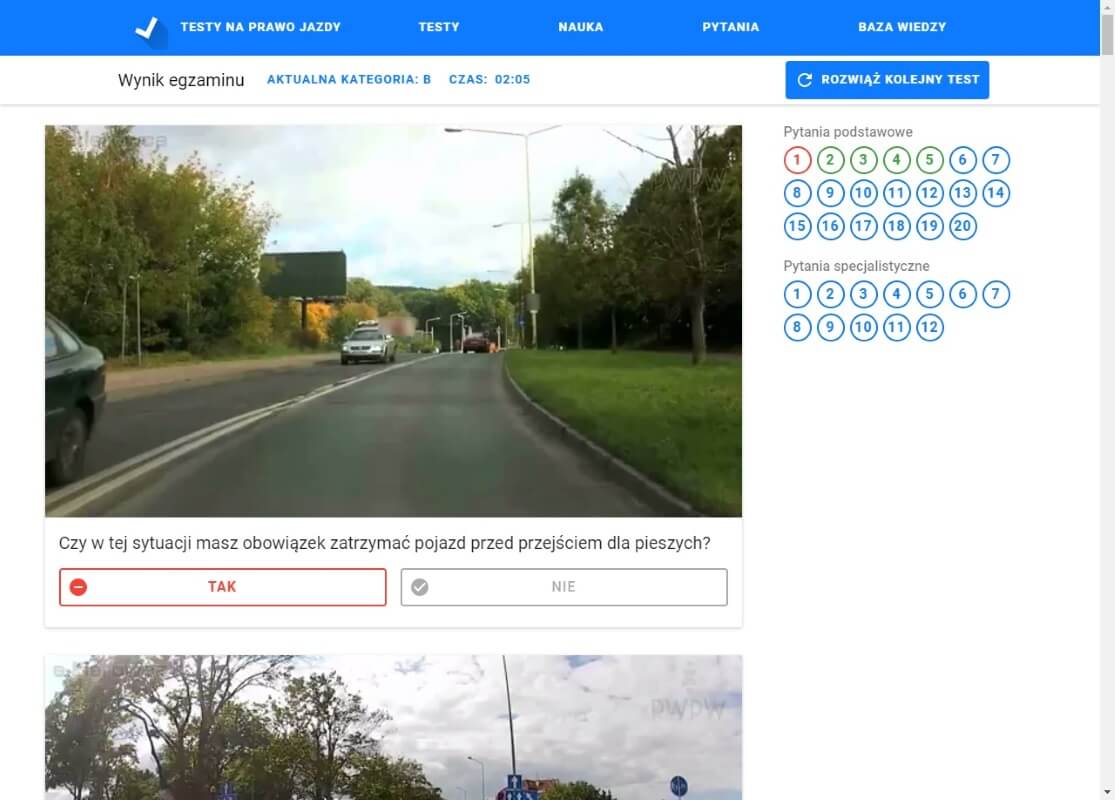 TESTY NA PRAWO JAZDY
TESTY
NAUKA
PYTANIA
BAZA WIEDZY
Wynik egzaminu
AKTUALNA KATEGORIA: B
CZAS: 02:05
ROZWIĄŻ KOLEJNY TEST
Pytania podstawowe
1 2 3 4 5 6 7
8 9 10 11 12 13 14
15 16 17 18 19 20
Pytania specjalistyczne
1 2 3 4 5 6 7
8 9 10 11 12
Czy w tej sytuacji masz obowiązek zatrzymać pojazd przed przejściem dla pieszych?
TAK
NIE
PWPW